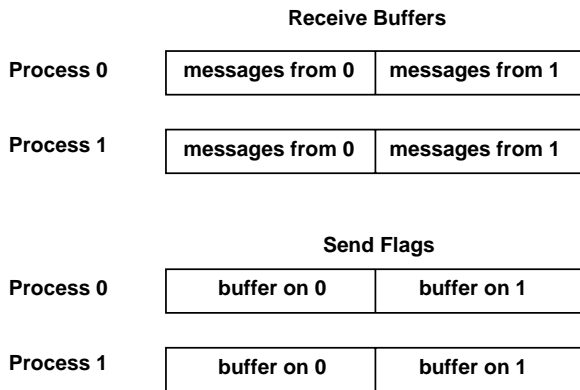 Receive Buffers
Process 0 messages from 0 messages from 1
Process 1 messages from 0 messages from 1
Send Flags
Process 0 buffer on 0 buffer on 1
Process 1 buffer on 0 buffer on 1